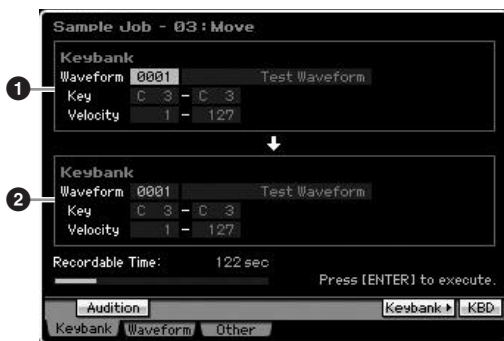 Sample Job - 03:Move
Keybank
Waveform 0001 Test Waveform
Key C 3 - C 3
Velocity 1 - 127
1
Keybank
Waveform 0001 Test Waveform
Key C 3 - C 3
Velocity 1 - 127
2
Recordable Time: 122 sec
Press [ENTER] to execute.
Audition Keybank KBD
Keybank Waveform Other